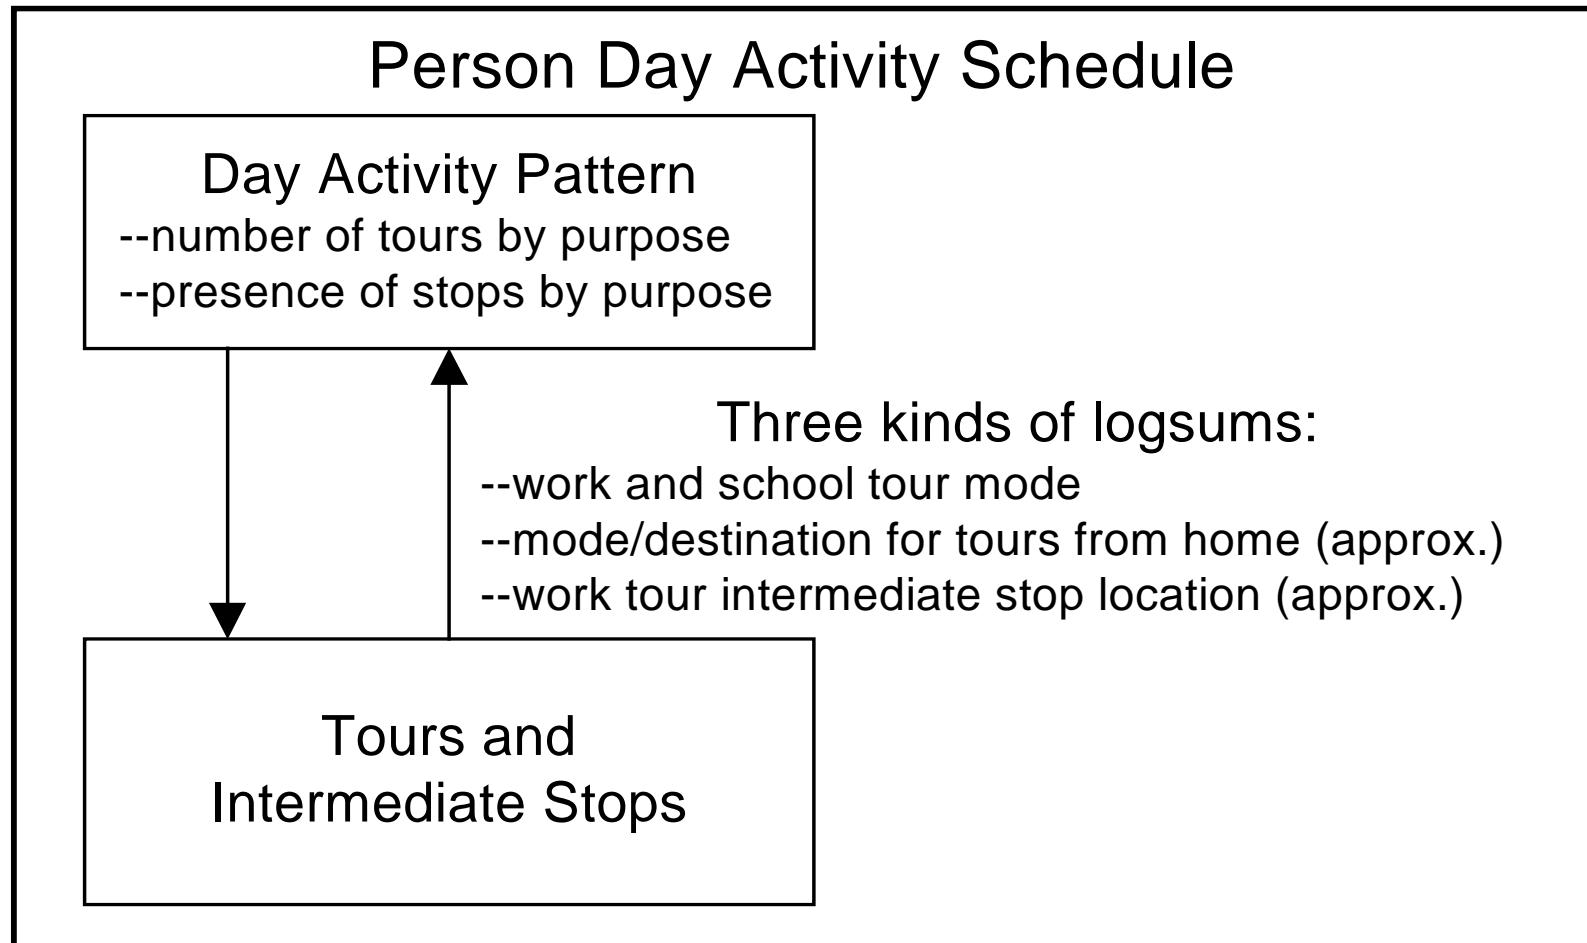 Person Day Activity Schedule
Day Activity Pattern
--number of tours by purpose
--presence of stops by purpose
Three kinds of logsums:
--work and school tour mode
--mode/destination for tours from home (approx.)
--work tour intermediate stop location (approx.)
Tours and
Intermediate Stops